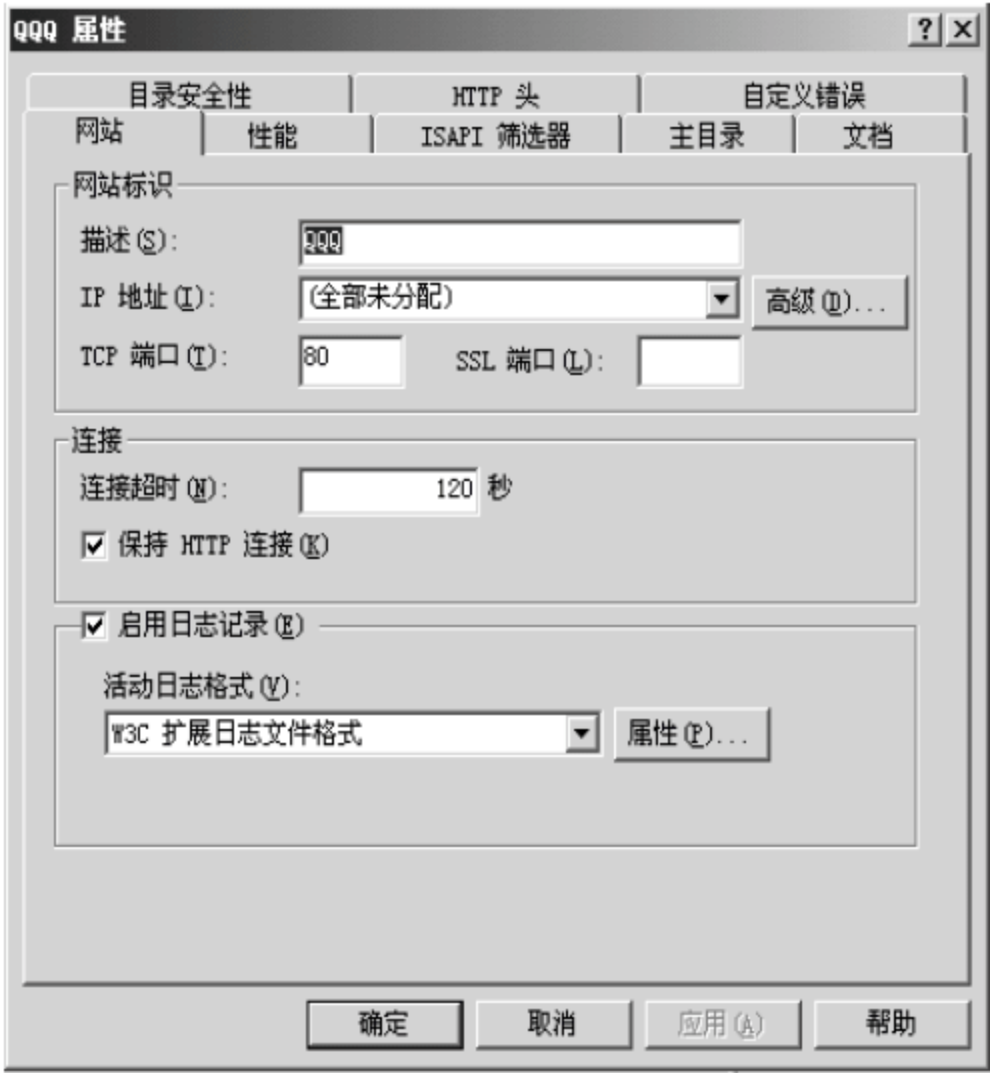 QQQ 属性
目录安全性 HTTP 头 自定义错误
网站 性能 ISAPI 筛选器 主目录 文档
网站标识
描述(S): QQQ
IP 地址(I): (全部未分配) 高级(D)...
TCP 端口(T): 80 SSL 端口(L):
连接
连接超时(N): 120 秒
保持 HTTP 连接(K)
启用日志记录(E)
活动日志格式(V):
W3C 扩展日志文件格式 属性(P)...
确定 取消 应用(A) 帮助